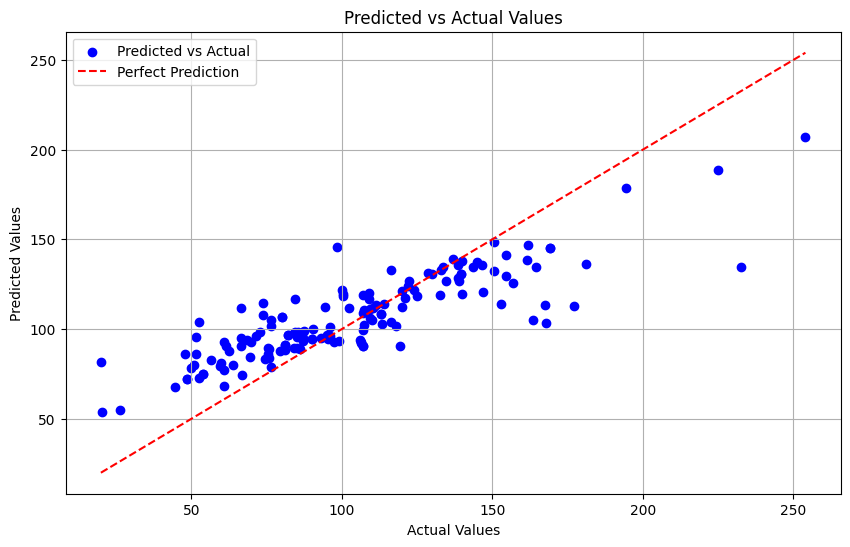 Predicted vs Actual Values
Predicted vs Actual
Perfect Prediction
Predicted Values
250
200
150
100
50
50 100 150 200 250
Actual Values